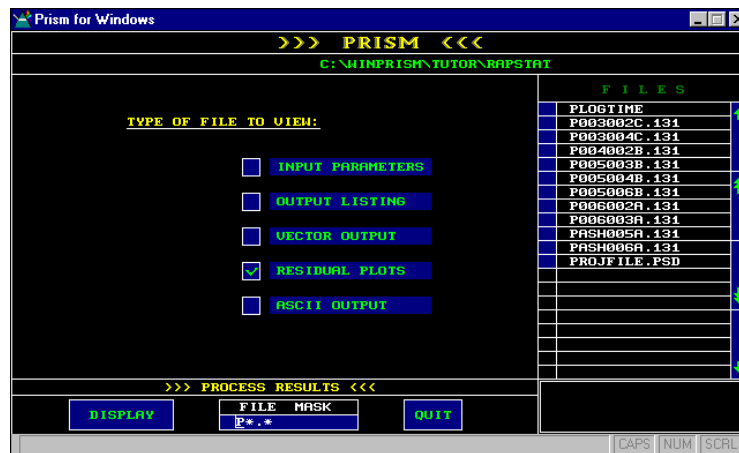 Prism for Windows
>>> PRISM <<<
C:\WINPRISM\TUTOR\RAPSTAT
TYPE OF FILE TO VIEW:
INPUT PARAMETERS
OUTPUT LISTING
VECTOR OUTPUT
RESIDUAL PLOTS
ASCII OUTPUT
F I L E S
PLOGTIME
P003002C.131
P003004C.131
P004002B.131
P005003B.131
P005004B.131
P005006B.131
P006002A.131
P006003A.131
PASH005A.131
PASH006A.131
PROJFILE.PSD
>>> PROCESS RESULTS <<<
DISPLAY
FILE MASK
P*.*
QUIT
CAPS NUM SCRL